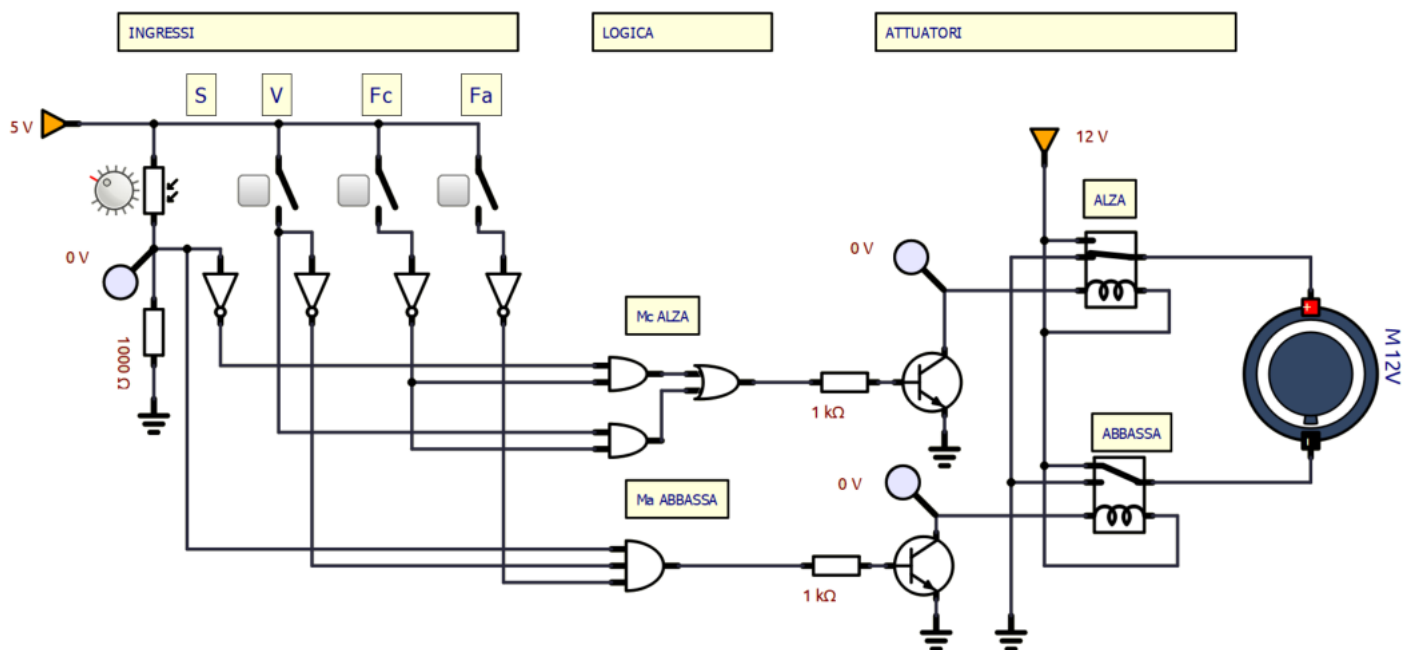 INGRESSI
LOGICA
ATTUATORI
S
V
Fc
Fa
5 V
12 V
ALZA
0 V
0 V
Mc ALZA
1000 Ω
1 kΩ
M 12V
ABBASSA
0 V
Ma ABBASSA
1 kΩ